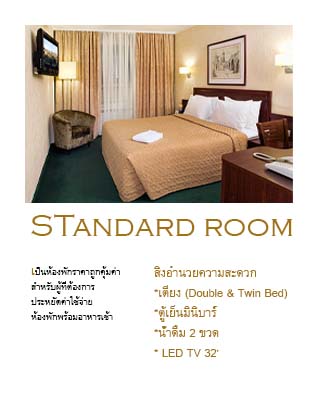 STANDARD ROOM
เป็นห้องพักราคาถูกคุ้มค่า
สำหรับผู้ที่ต้องการ
ประหยัดค่าใช้จ่าย
ห้องพักพร้อมอาหารเช้า
สิ่งอำนวยความสะดวก
*เตียง (Double & Twin Bed)
*ตู้เย็นมินิบาร์
*น้ำดื่ม 2 ขวด
* LED TV 32'